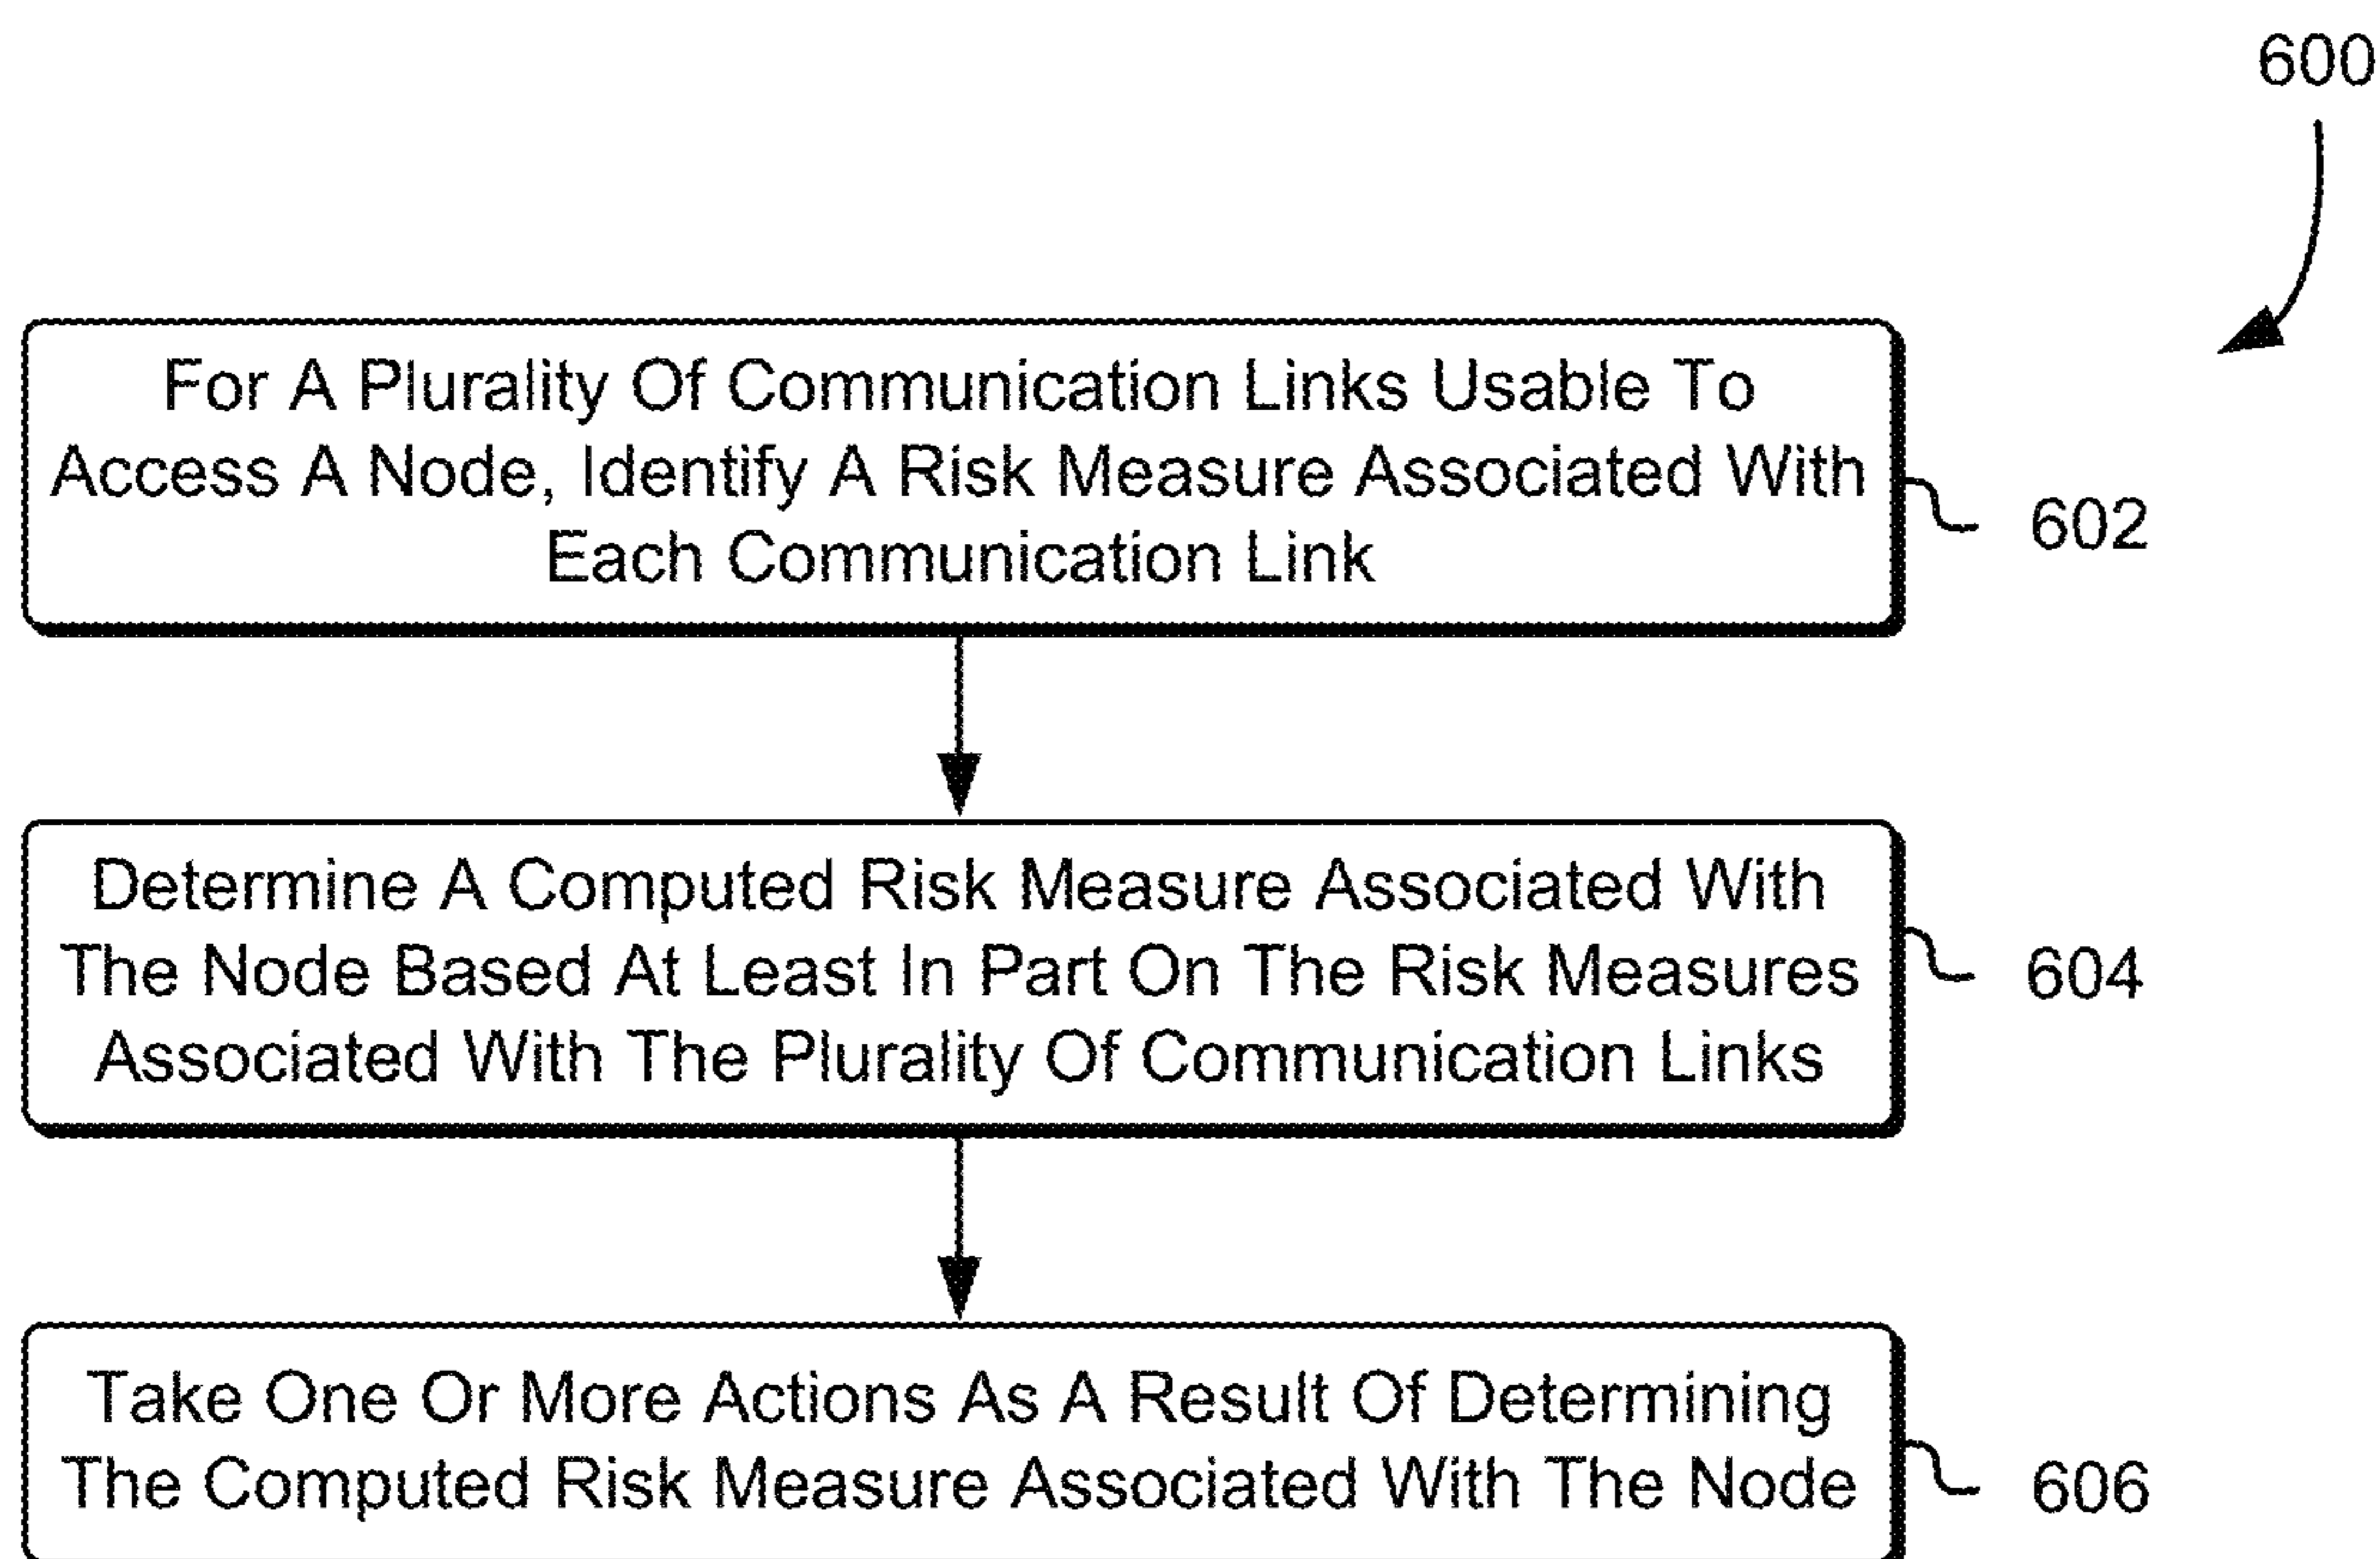 600
For A Plurality Of Communication Links Usable To
Access A Node, Identify A Risk Measure Associated With
Each Communication Link
602
Determine A Computed Risk Measure Associated With
The Node Based At Least In Part On The Risk Measures
Associated With The Plurality Of Communication Links
604
Take One Or More Actions As A Result Of Determining
The Computed Risk Measure Associated With The Node
606